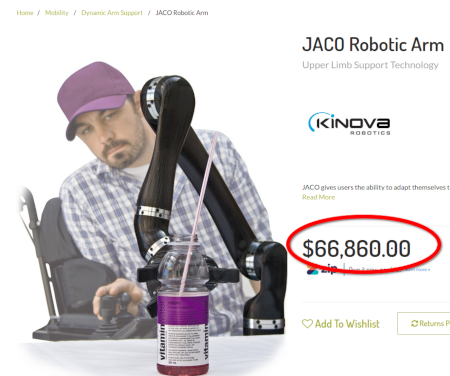 Home / Mobility / Dynamic Arm Support / JACO Robotic Arm
JACO Robotic Arm
Upper Limb Support Technology
KINOVA
ROBOTICS
JACO gives users the ability to adapt themselves t
Read More
$66,860.00
zip
Add To Wishlist
Returns P
vitamin
vitamin